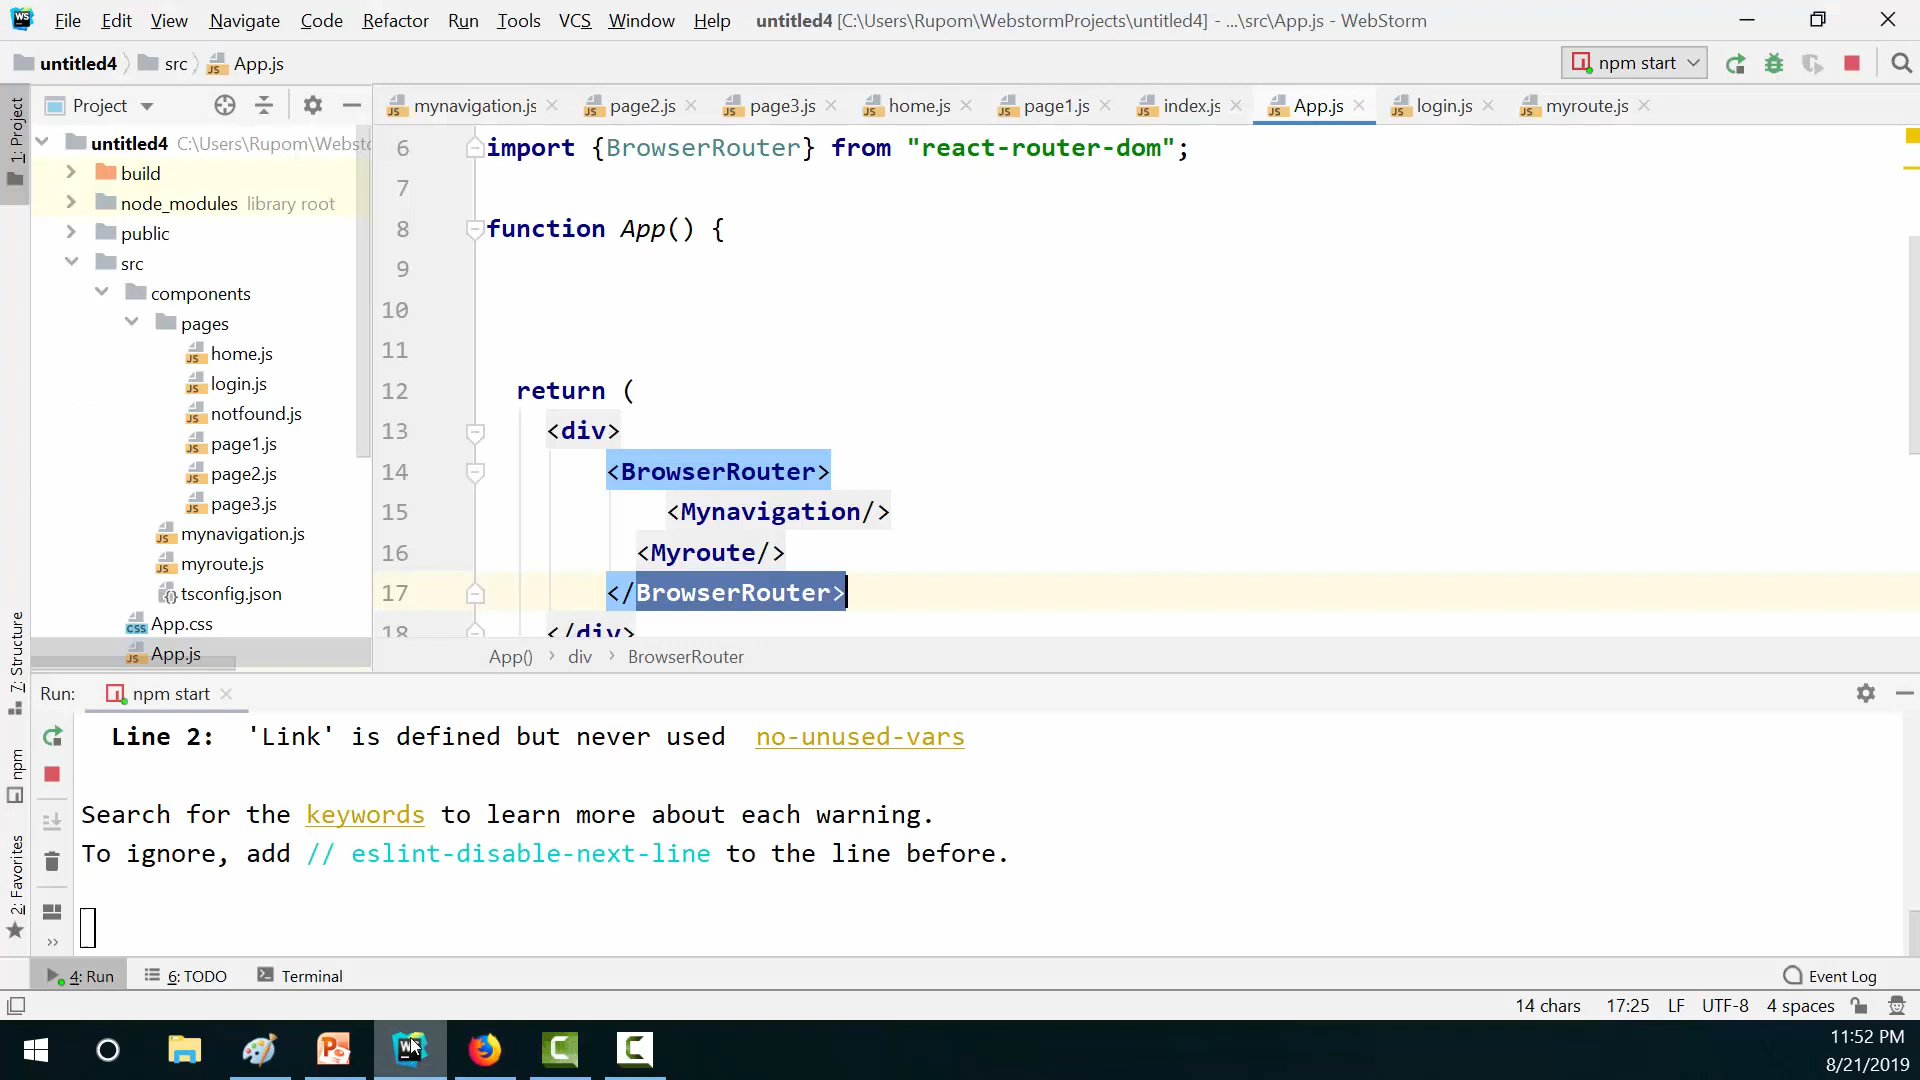 File Edit View Navigate Code Refactor Run Tools VCS Window Help untitled4 [C:\Users\Rupom\WebstormProjects\untitled4] - ...\src\App.js - WebStorm
untitled4 src App.js npm start
Project mynavigation.js page2.js page3.js home.js page1.js index.js App.js login.js myroute.js
1: Project
untitled4 C:\Users\Rupom\Websto
build
node_modules library root
public
src
components
pages
home.js
login.js
notfound.js
page1.js
page2.js
page3.js
mynavigation.js
myroute.js
tsconfig.json
App.css
App.js
6 import {BrowserRouter} from "react-router-dom";
7
8 function App() {
9
10
11
12 return (
13 <div>
14 <BrowserRouter>
15 <Mynavigation/>
16 <Myroute/>
17 </BrowserRouter>
18 </div>
App() div BrowserRouter
7: Structure
npm
2: Favorites
Run: npm start
Line 2: 'Link' is defined but never used no-unused-vars
Search for the keywords to learn more about each warning.
To ignore, add // eslint-disable-next-line to the line before.
4: Run 6: TODO Terminal Event Log
14 chars 17:25 LF UTF-8 4 spaces
11:52 PM
8/21/2019